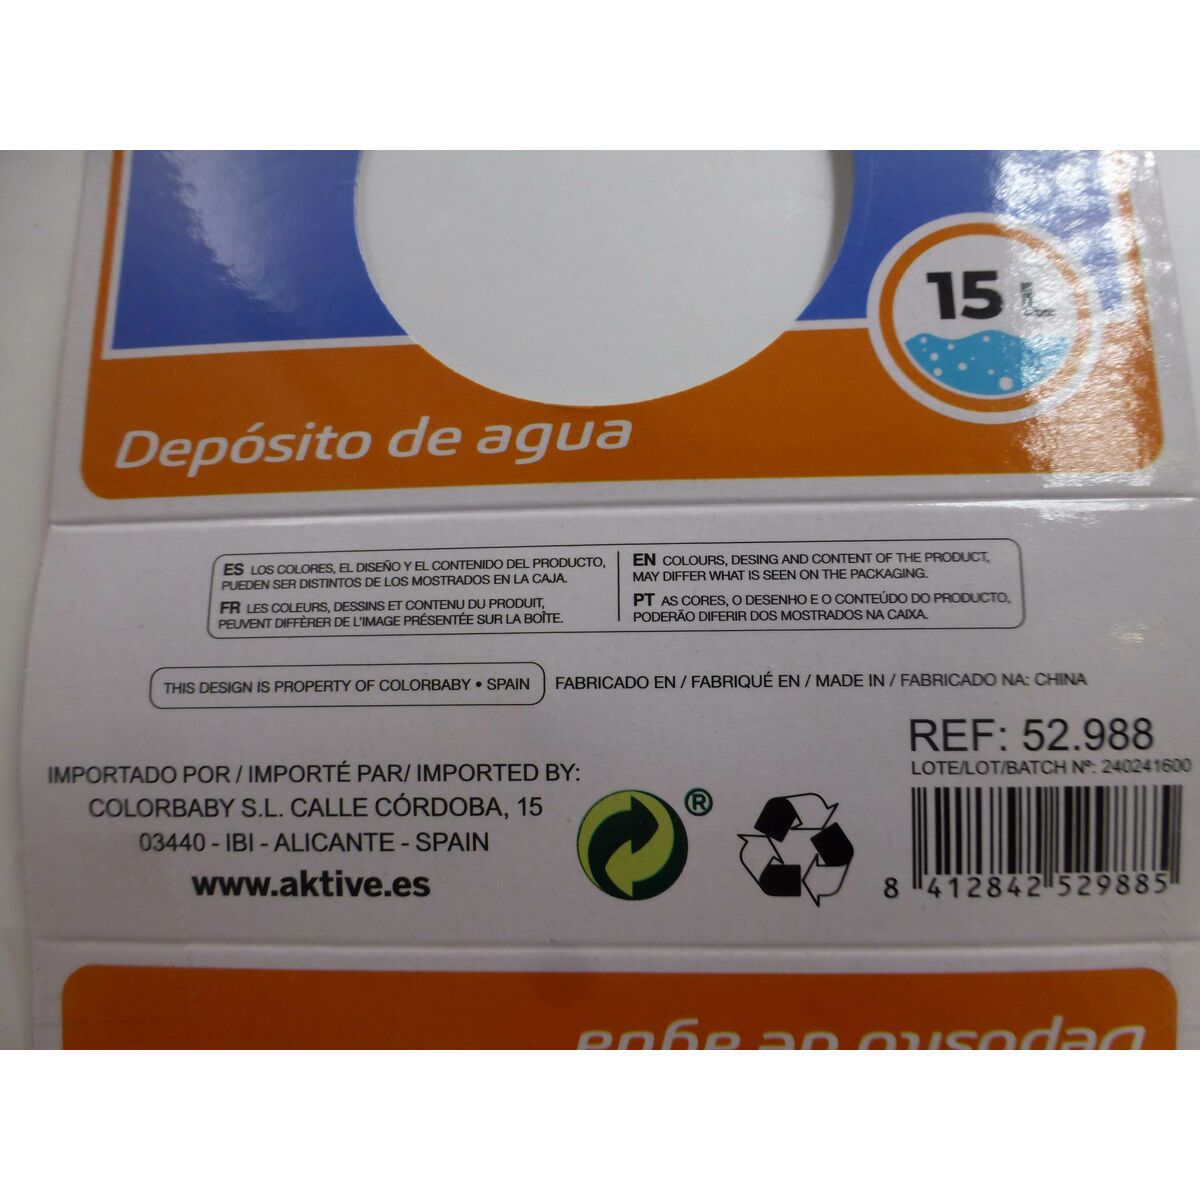 15 L
Depósito de agua
ES LOS COLORES, EL DISEÑO Y EL CONTENIDO DEL PRODUCTO,
PUEDEN SER DISTINTOS DE LOS MOSTRADOS EN LA CAJA.
FR LES COLEURS, DESSINS ET CONTENU DU PRODUIT,
PEUVENT DIFFÈRER DE L'IMAGE PRÉSENTÉE SUR LA BOÎTE.
EN COLOURS, DESING AND CONTENT OF THE PRODUCT,
MAY DIFFER WHAT IS SEEN ON THE PACKAGING.
PT AS CORES, O DESENHO E O CONTEÚDO DO PRODUCTO,
PODERÃO DIFERIR DOS MOSTRADOS NA CAIXA.
THIS DESIGN IS PROPERTY OF COLORBABY • SPAIN
FABRICADO EN / FABRIQUÉ EN / MADE IN / FABRICADO NA: CHINA
IMPORTADO POR / IMPORTÉ PAR/ IMPORTED BY:
COLORBABY S.L. CALLE CÓRDOBA, 15
03440 - IBI - ALICANTE - SPAIN
www.aktive.es
®
REF: 52.988
LOTE/LOT/BATCH Nº: 240241600
8 412842 529885
Depósito de agua